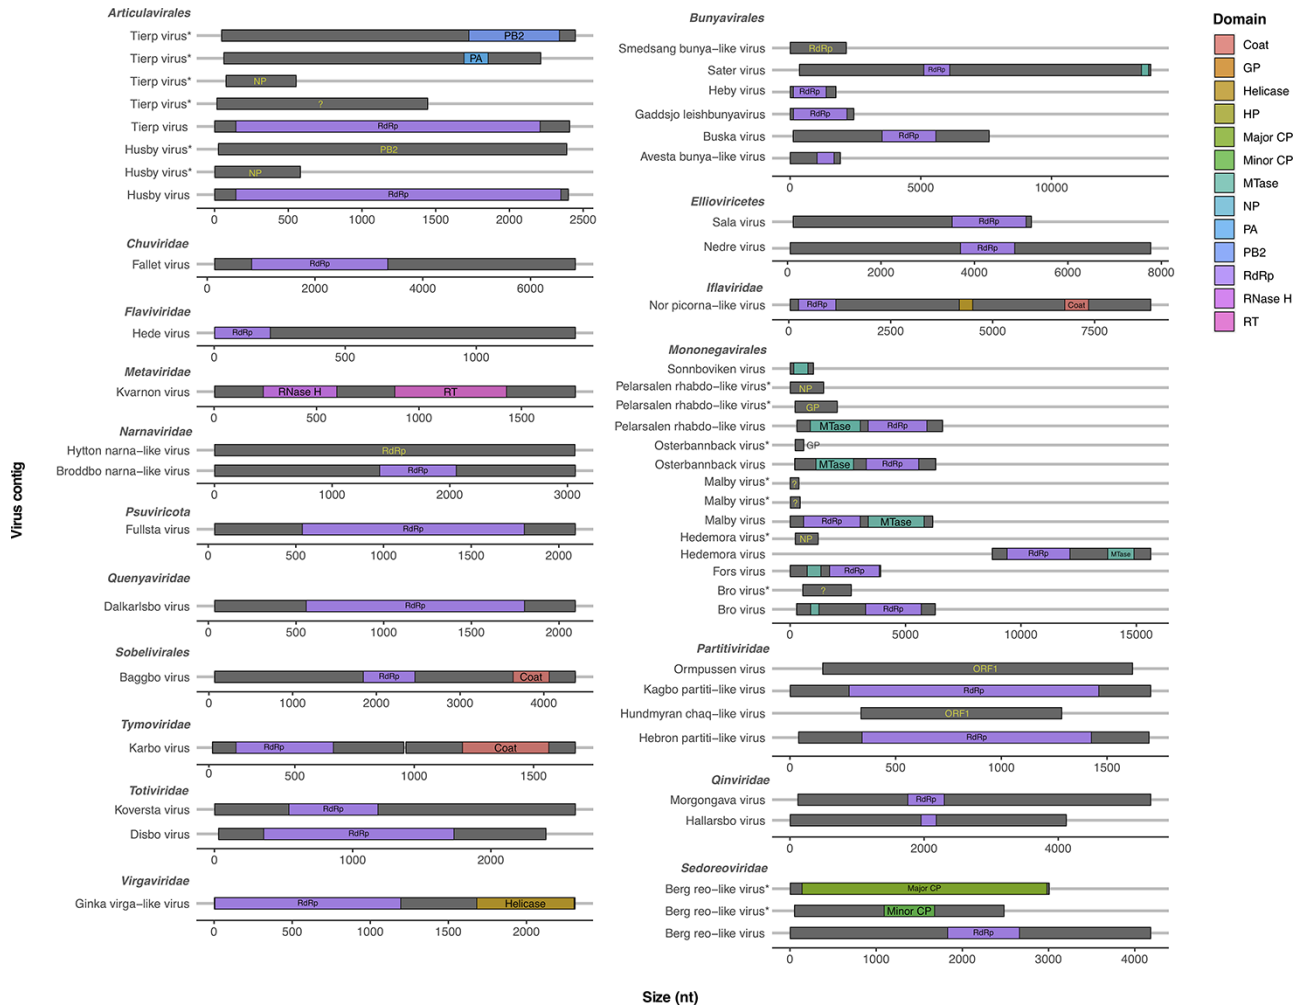 Articulavirales
Tierp virus*
PB2
Tierp virus*
PA
Tierp virus*
NP
Tierp virus*
?
Tierp virus
RdRp
Husby virus*
PB2
Husby virus*
NP
Husby virus
RdRp
0 500 1000 1500 2000 2500
Chuviridae
Fallet virus
RdRp
0 2000 4000 6000
Flaviviridae
Hede virus
RdRp
0 500 1000
Metaviridae
Kvarnon virus
RNase H RT
0 500 1000 1500
Narnaviridae
Hytton narna−like virus
RdRp
Broddbo narna−like virus
RdRp
0 1000 2000 3000
Psuviricota
Fullsta virus
RdRp
0 500 1000 1500 2000
Quenyaviridae
Dalkarlsbo virus
RdRp
0 500 1000 1500 2000
Sobelivirales
Baggbo virus
RdRp Coat
0 1000 2000 3000 4000
Tymoviridae
Karbo virus
RdRp Coat
0 500 1000 1500
Totiviridae
Koversta virus
RdRp
Disbo virus
RdRp
0 1000 2000
Virgaviridae
Ginka virga−like virus
RdRp Helicase
0 500 1000 1500 2000
Virus contig
Bunyavirales
Smedsang bunya−like virus
RdRp
Sater virus
RdRp
Heby virus
RdRp
Gaddsjo leishbunyavirus
RdRp
Buska virus
RdRp
Avesta bunya−like virus
0 5000 10000
Ellioviricetes
Sala virus
RdRp
Nedre virus
RdRp
0 2000 4000 6000 8000
Iflaviridae
Nor picorna−like virus
RdRp Coat
0 2500 5000 7500
Mononegavirales
Sonnboviken virus
Pelarsalen rhabdo−like virus*
NP
Pelarsalen rhabdo−like virus*
GP
Pelarsalen rhabdo−like virus
MTase RdRp
Osterbannback virus*
GP
Osterbannback virus
MTase RdRp
Malby virus*
?
Malby virus*
?
Malby virus
RdRp MTase
Hedemora virus*
NP
Hedemora virus
RdRp MTase
Fors virus
RdRp
Bro virus*
?
Bro virus
RdRp
0 5000 10000 15000
Partitiviridae
Ormpussen virus
ORF1
Kagbo partiti−like virus
RdRp
Hundmyran chaq−like virus
ORF1
Hebron partiti−like virus
RdRp
0 500 1000 1500
Qinviridae
Morgongava virus
RdRp
Hallarsbo virus
0 2000 4000
Sedoreoviridae
Berg reo−like virus*
Major CP
Berg reo−like virus*
Minor CP
Berg reo−like virus
RdRp
0 1000 2000 3000 4000
Size (nt)
Domain
Coat
GP
Helicase
HP
Major CP
Minor CP
MTase
NP
PA
PB2
RdRp
RNase H
RT